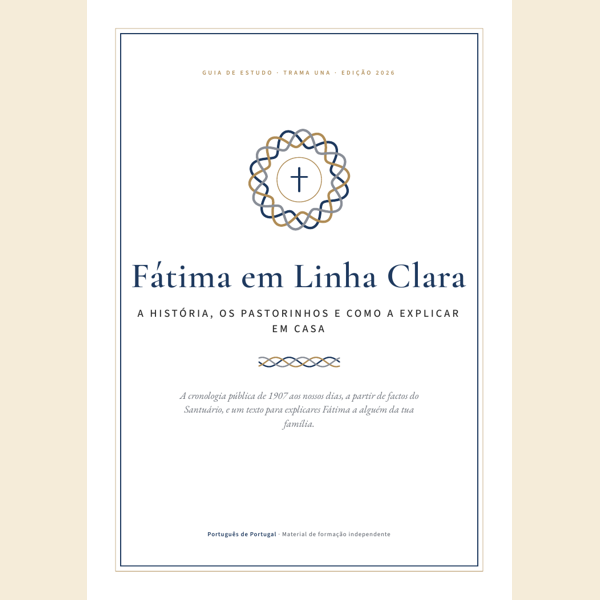 GUIA DE ESTUDO · TRAMA UNA · EDIÇÃO 2026
Fátima em Linha Clara
A HISTÓRIA, OS PASTORINHOS E COMO A EXPLICAR
EM CASA
A cronologia pública de 1907 aos nossos dias, a partir de factos do
Santuário, e um texto para explicares Fátima a alguém da tua
família.
Português de Portugal · Material de formação independente